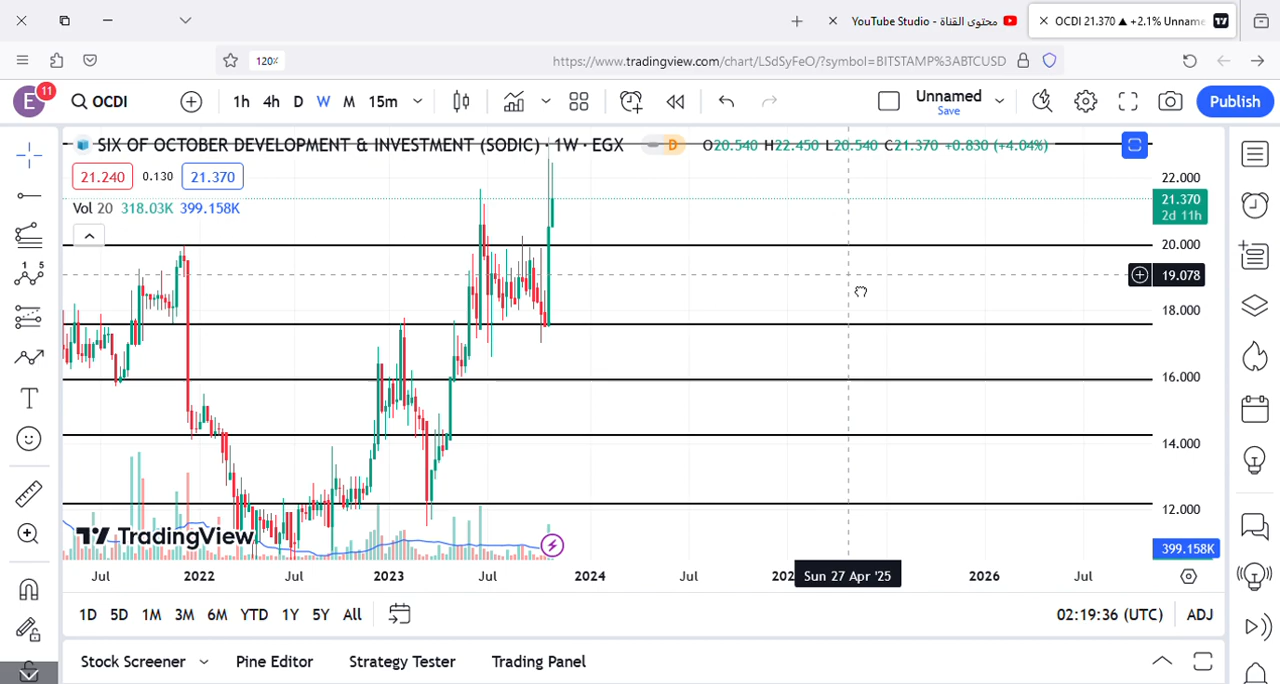 محتوى القناة - YouTube Studio
OCDI 21.370 ▲ +2.1% Unname
120%
https://www.tradingview.com/chart/LSdSyFeO/?symbol=BITSTAMP%3ABTCUSD
E
11
OCDI
1h 4h D W M 15m
Unnamed
Save
Publish
SIX OF OCTOBER DEVELOPMENT & INVESTMENT (SODIC) · 1W · EGX
D
O20.540 H22.450 L20.540 C21.370 +0.830 (+4.04%)
21.240 0.130 21.370
Vol 20 318.03K 399.158K
22.000
21.370
2d 11h
20.000
19.078
18.000
16.000
14.000
12.000
399.158K
1 5
T
TradingView
Jul 2022 Jul 2023 Jul 2024 Jul 202 Sun 27 Apr '25 2026 Jul
1D 5D 1M 3M 6M YTD 1Y 5Y All
02:19:36 (UTC) ADJ
Stock Screener Pine Editor Strategy Tester Trading Panel